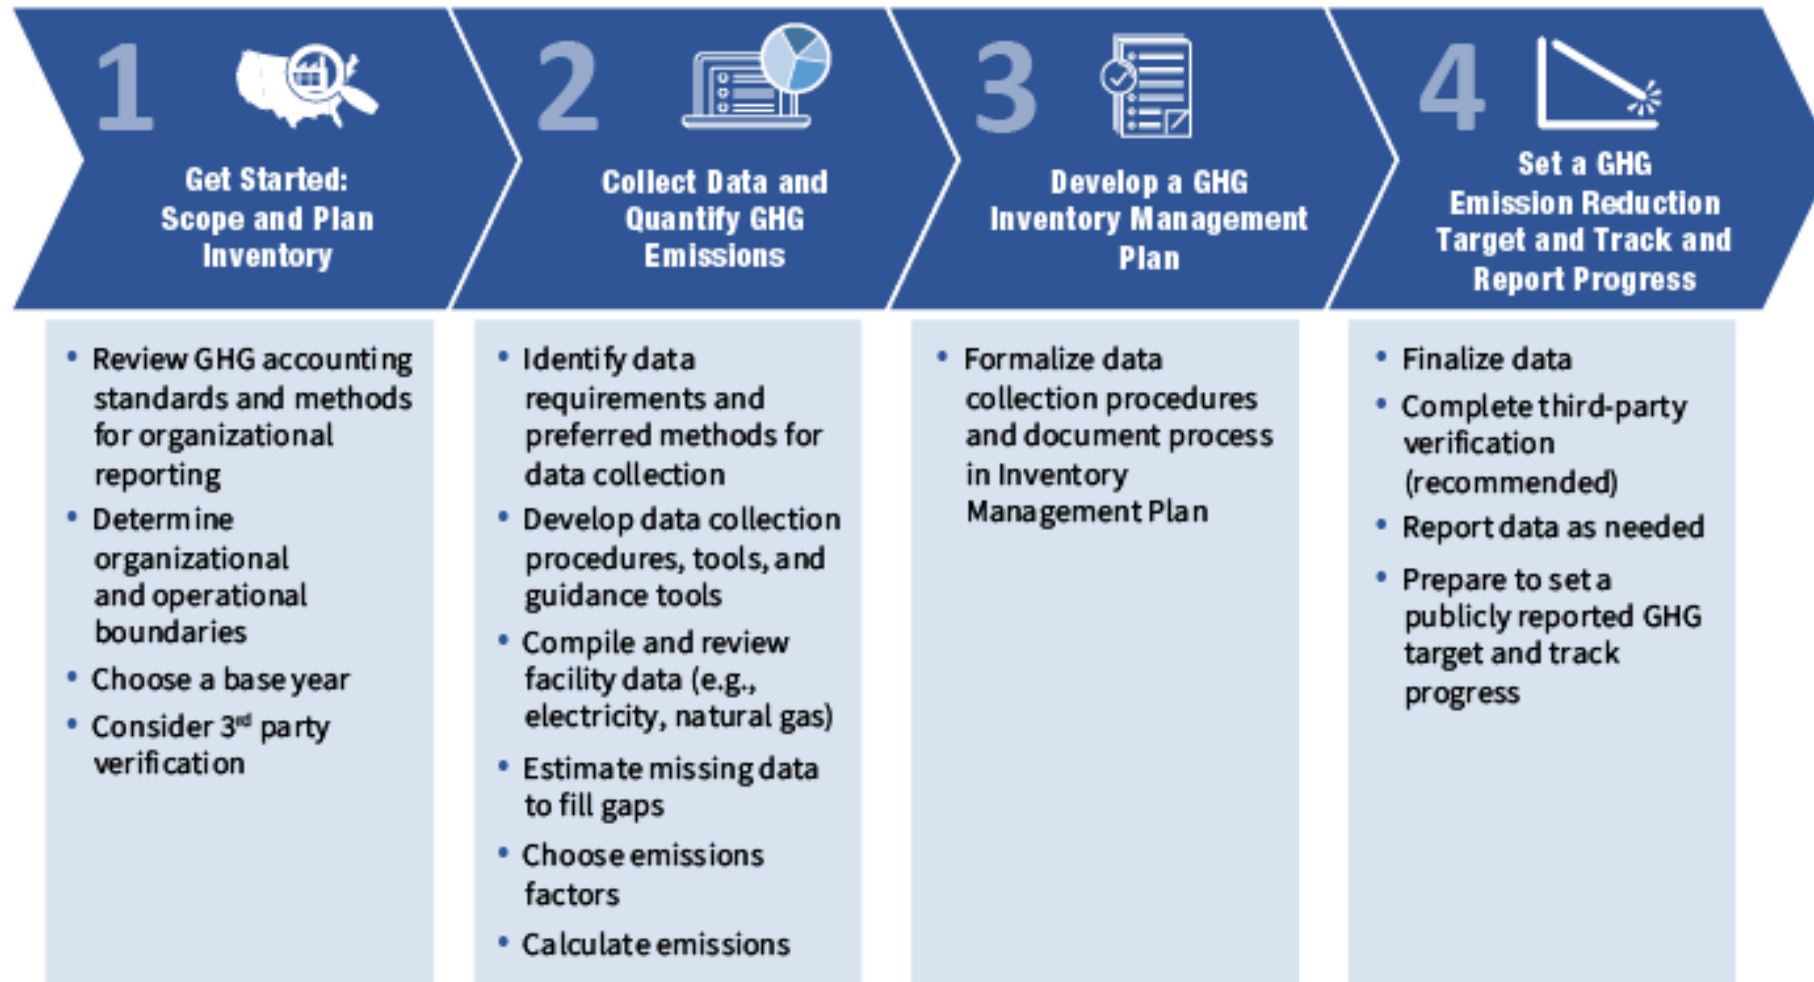 1
Get Started:
Scope and Plan
Inventory
• Review GHG accounting
standards and methods
for organizational
reporting
• Determine
organizational
and operational
boundaries
• Choose a base year
• Consider 3rd party
verification
2
Collect Data and
Quantify GHG
Emissions
• Identify data
requirements and
preferred methods for
data collection
• Develop data collection
procedures, tools, and
guidance tools
• Compile and review
facility data (e.g.,
electricity, natural gas)
• Estimate missing data
to fill gaps
• Choose emissions
factors
• Calculate emissions
3
Develop a GHG
Inventory Management
Plan
• Formalize data
collection procedures
and document process
in Inventory
Management Plan
4
Set a GHG
Emission Reduction
Target and Track and
Report Progress
• Finalize data
• Complete third-party
verification
(recommended)
• Report data as needed
• Prepare to set a
publicly reported GHG
target and track
progress